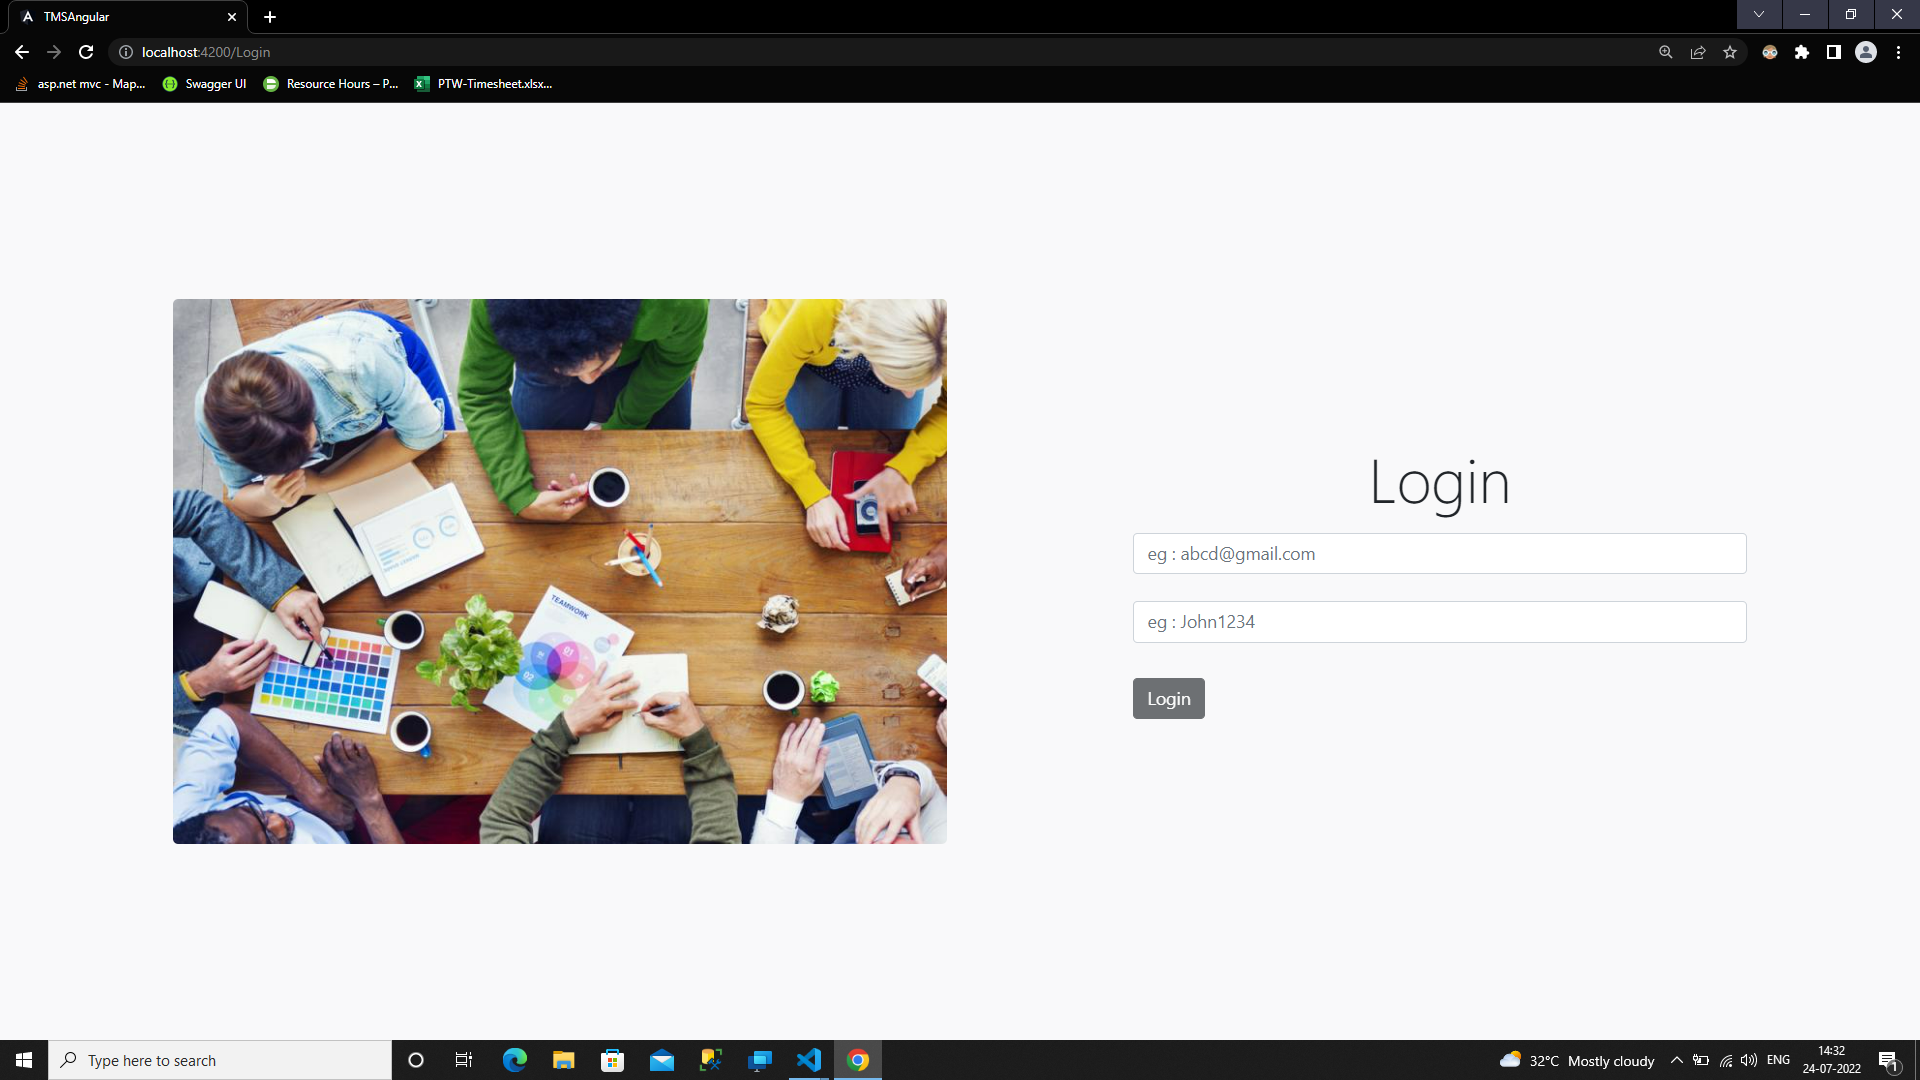 TMSAngular
localhost:4200/Login
asp.net mvc - Map... Swagger UI Resource Hours – P... PTW-Timesheet.xlsx...
TEAMWORK
01
02
Login
eg : abcd@gmail.com
eg : John1234
Login
Type here to search
32°C Mostly cloudy
ENG
14:32
24-07-2022
1